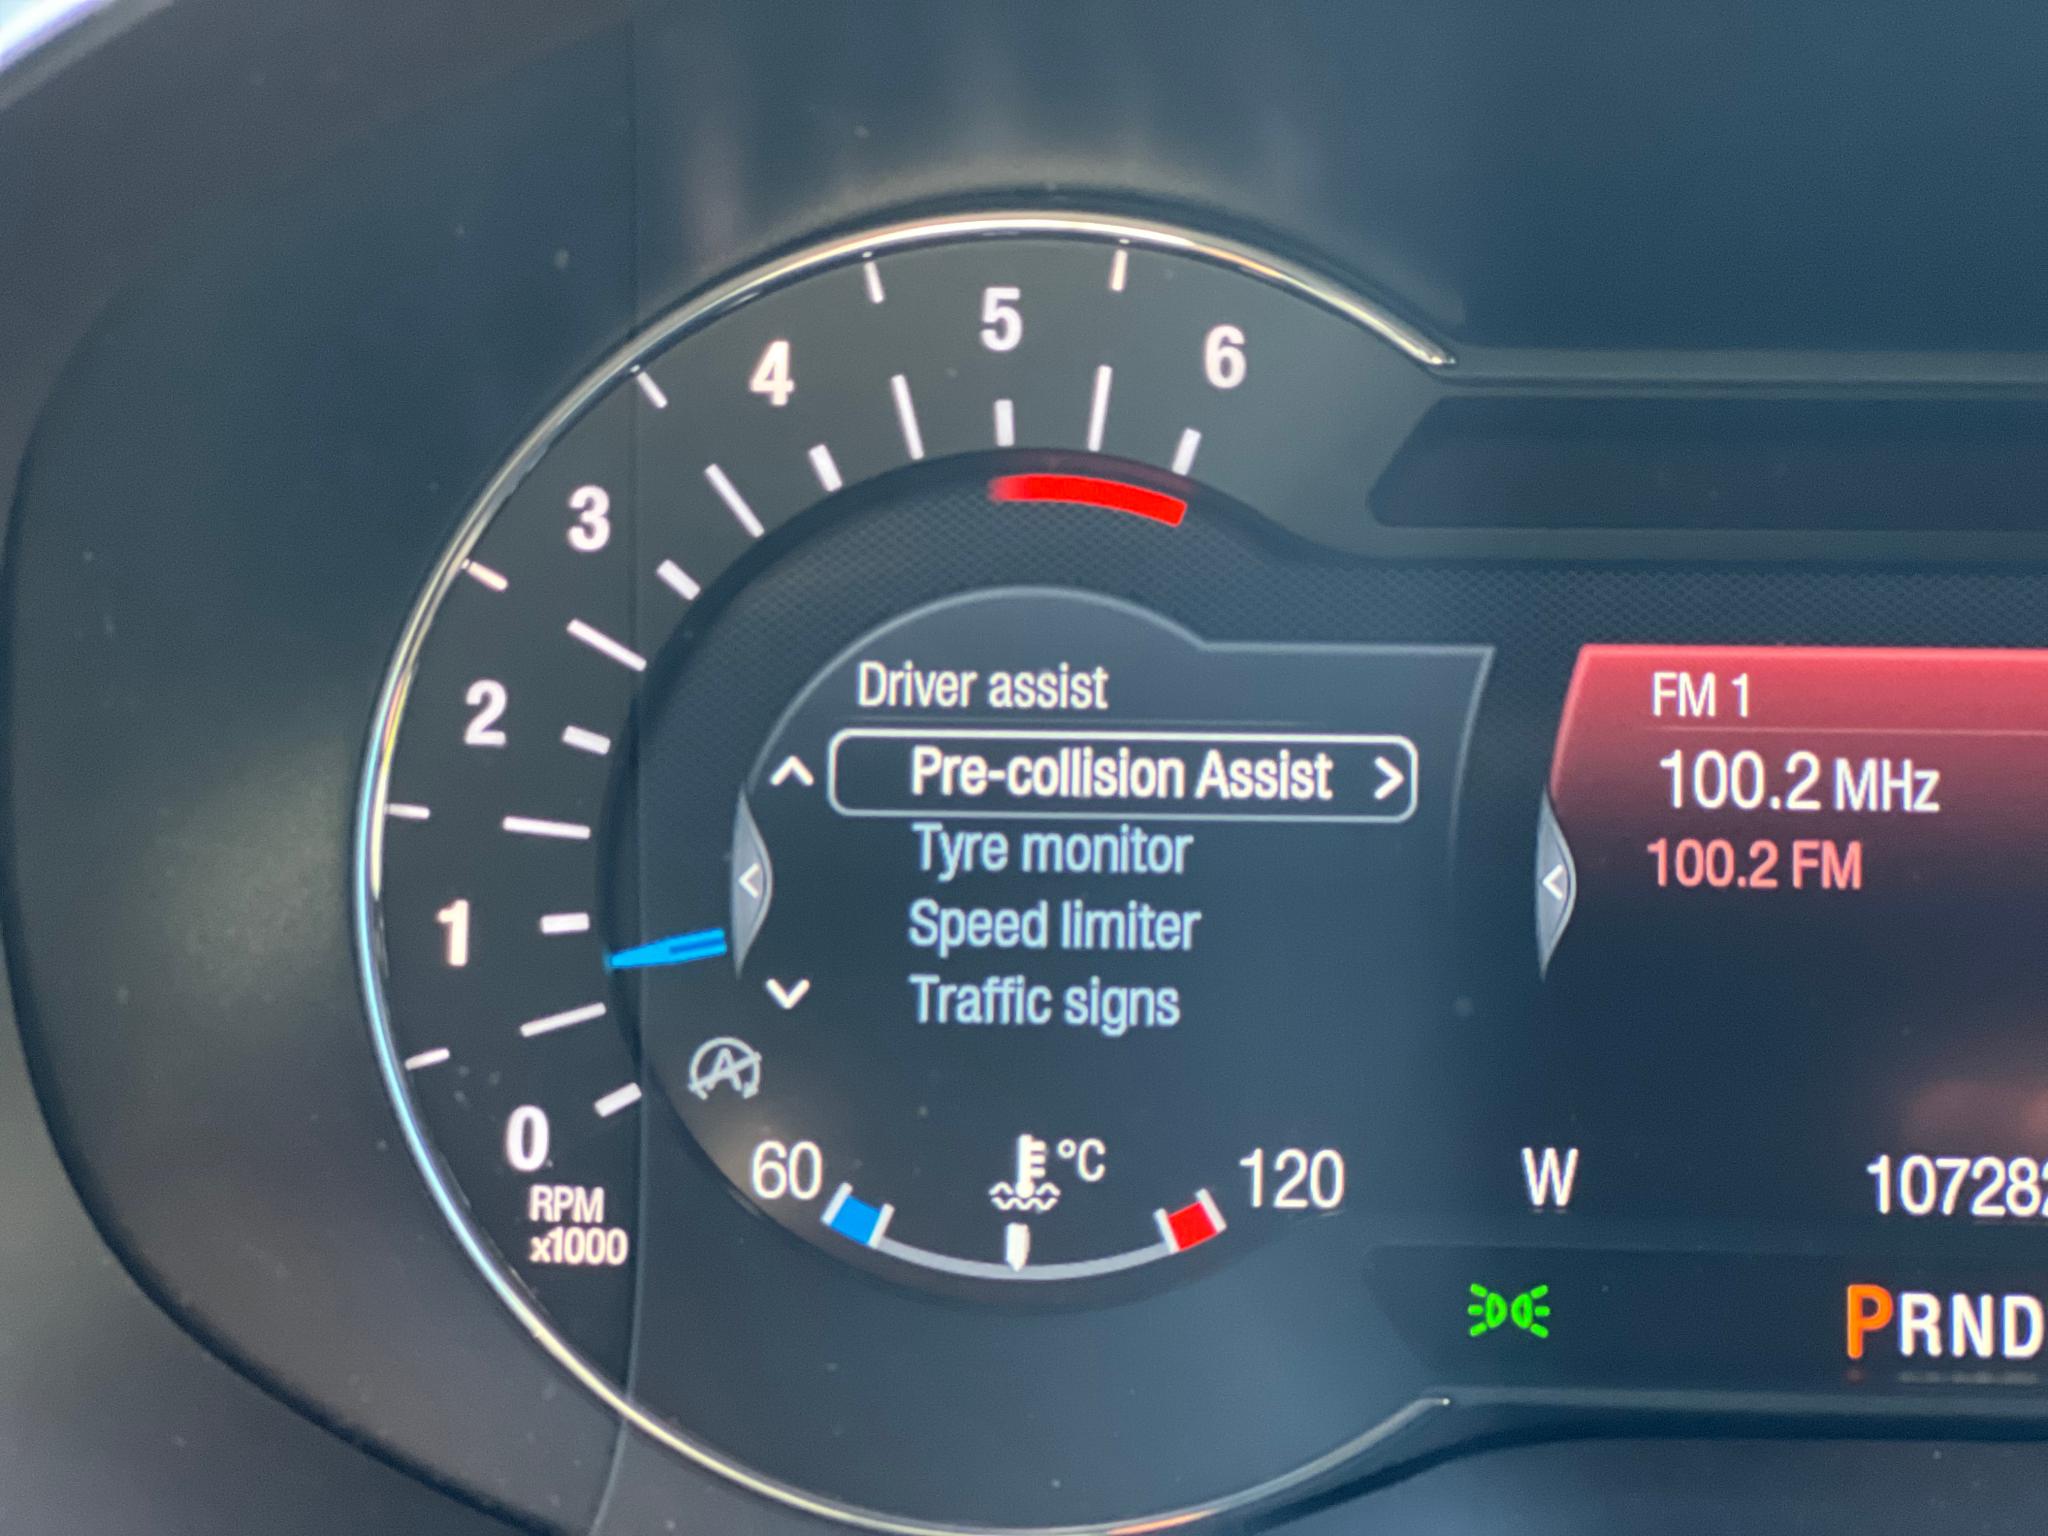 5
6
4
3
2
1
0
RPM
x1000
Driver assist
Pre-collision Assist
Tyre monitor
Speed limiter
Traffic signs
A
60
°C
120
FM 1
100.2 MHz
100.2 FM
W
PRND